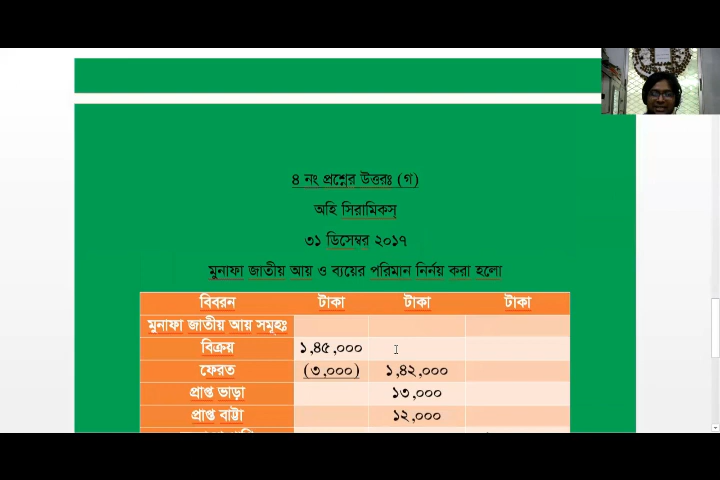 ৪ নং প্রশ্নের উত্তরঃ (গ)
অহি সিরামিকস্
৩১ ডিসেম্বর ২০১৭
মুনাফা জাতীয় আয় ও ব্যয়ের পরিমান নির্নয় করা হলো
বিবরন টাকা টাকা টাকা
মুনাফা জাতীয় আয় সমূহঃ
বিক্রয় ১,৪৫,০০০
ফেরত (৩,০০০) ১,৪২,০০০
প্রাপ্ত ভাড়া ১৩,০০০
প্রাপ্ত বাট্টা ১২,০০০